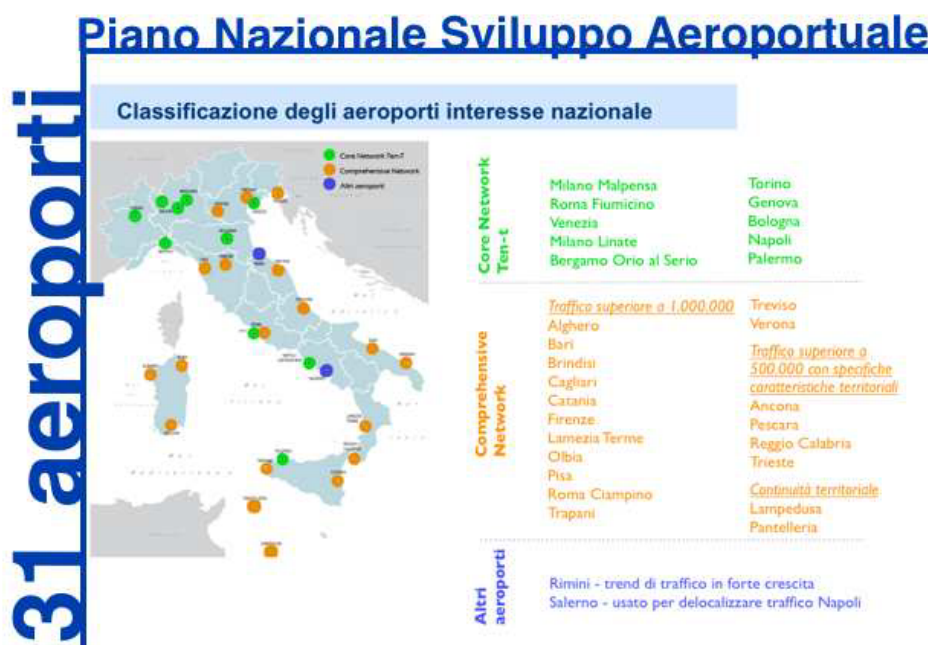 Piano Nazionale Sviluppo Aeroportuale
31 aeroporti
Classificazione degli aeroporti interesse nazionale
Core Network Ten-T
Comprehensive Network
Altri aeroporti
Core Network
Ten-t
Milano Malpensa
Roma Fiumicino
Venezia
Milano Linate
Bergamo Orio al Serio
Torino
Genova
Bologna
Napoli
Palermo
Comprehensive
Network
Traffico superiore a 1.000.000
Alghero
Bari
Brindisi
Cagliari
Catania
Firenze
Lamezia Terme
Olbia
Pisa
Roma Ciampino
Trapani
Treviso
Verona
Traffico superiore a
500.000 con specifiche
caratteristiche territoriali
Ancona
Pescara
Reggio Calabria
Trieste
Continuità territoriale
Lampedusa
Pantelleria
Altri
aeroporti
Rimini - trend di traffico in forte crescita
Salerno - usato per delocalizzare traffico Napoli